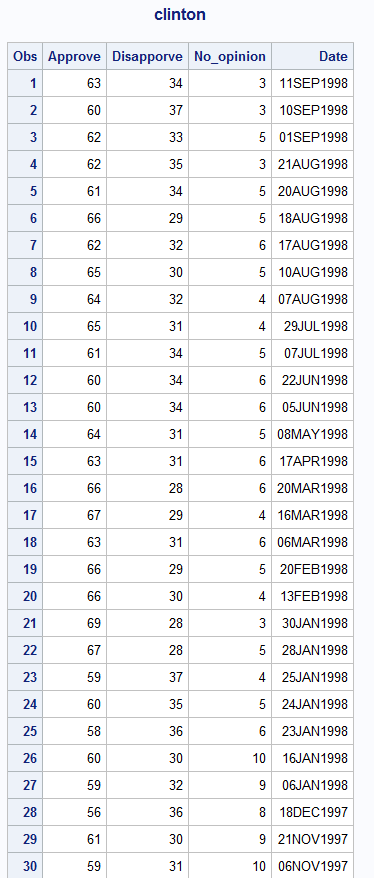 clinton
Obs Approve Disapporve No_opinion Date
1 63 34 3 11SEP1998
2 60 37 3 10SEP1998
3 62 33 5 01SEP1998
4 62 35 3 21AUG1998
5 61 34 5 20AUG1998
6 66 29 5 18AUG1998
7 62 32 6 17AUG1998
8 65 30 5 10AUG1998
9 64 32 4 07AUG1998
10 65 31 4 29JUL1998
11 61 34 5 07JUL1998
12 60 34 6 22JUN1998
13 60 34 6 05JUN1998
14 64 31 5 08MAY1998
15 63 31 6 17APR1998
16 66 28 6 20MAR1998
17 67 29 4 16MAR1998
18 63 31 6 06MAR1998
19 66 29 5 20FEB1998
20 66 30 4 13FEB1998
21 69 28 3 30JAN1998
22 67 28 5 28JAN1998
23 59 37 4 25JAN1998
24 60 35 5 24JAN1998
25 58 36 6 23JAN1998
26 60 30 10 16JAN1998
27 59 32 9 06JAN1998
28 56 36 8 18DEC1997
29 61 30 9 21NOV1997
30 59 31 10 06NOV1997